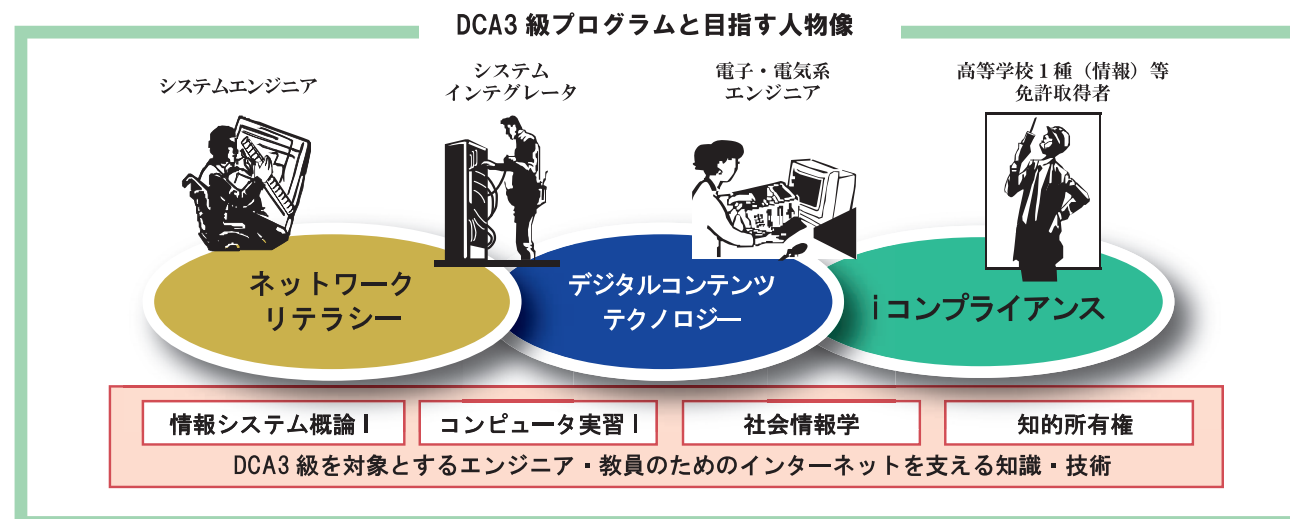 DCA3 級プログラムと目指す人物像
システムエンジニア
システム
インテグレータ
電子・電気系
エンジニア
高等学校１種（情報）等
免許取得者
ネットワーク
リテラシー
デジタルコンテンツ
テクノロジー
i コンプライアンス
情報システム概論Ⅰ
コンピュータ実習Ⅰ
社会情報学
知的所有権
DCA3 級を対象とするエンジニア・教員のためのインターネットを支える知識・技術